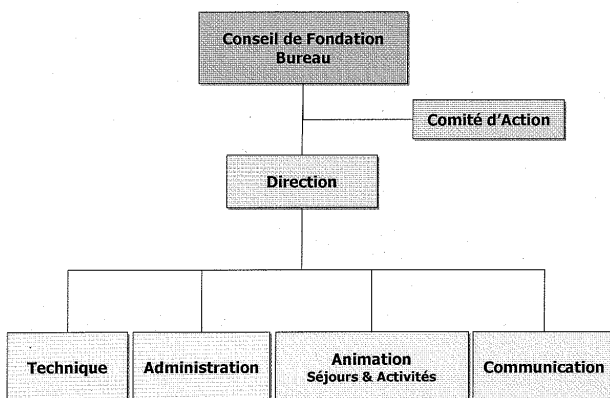 Conseil de Fondation
Bureau
Comité d'Action
Direction
Technique
Administration
Animation
Séjours & Activités
Communication